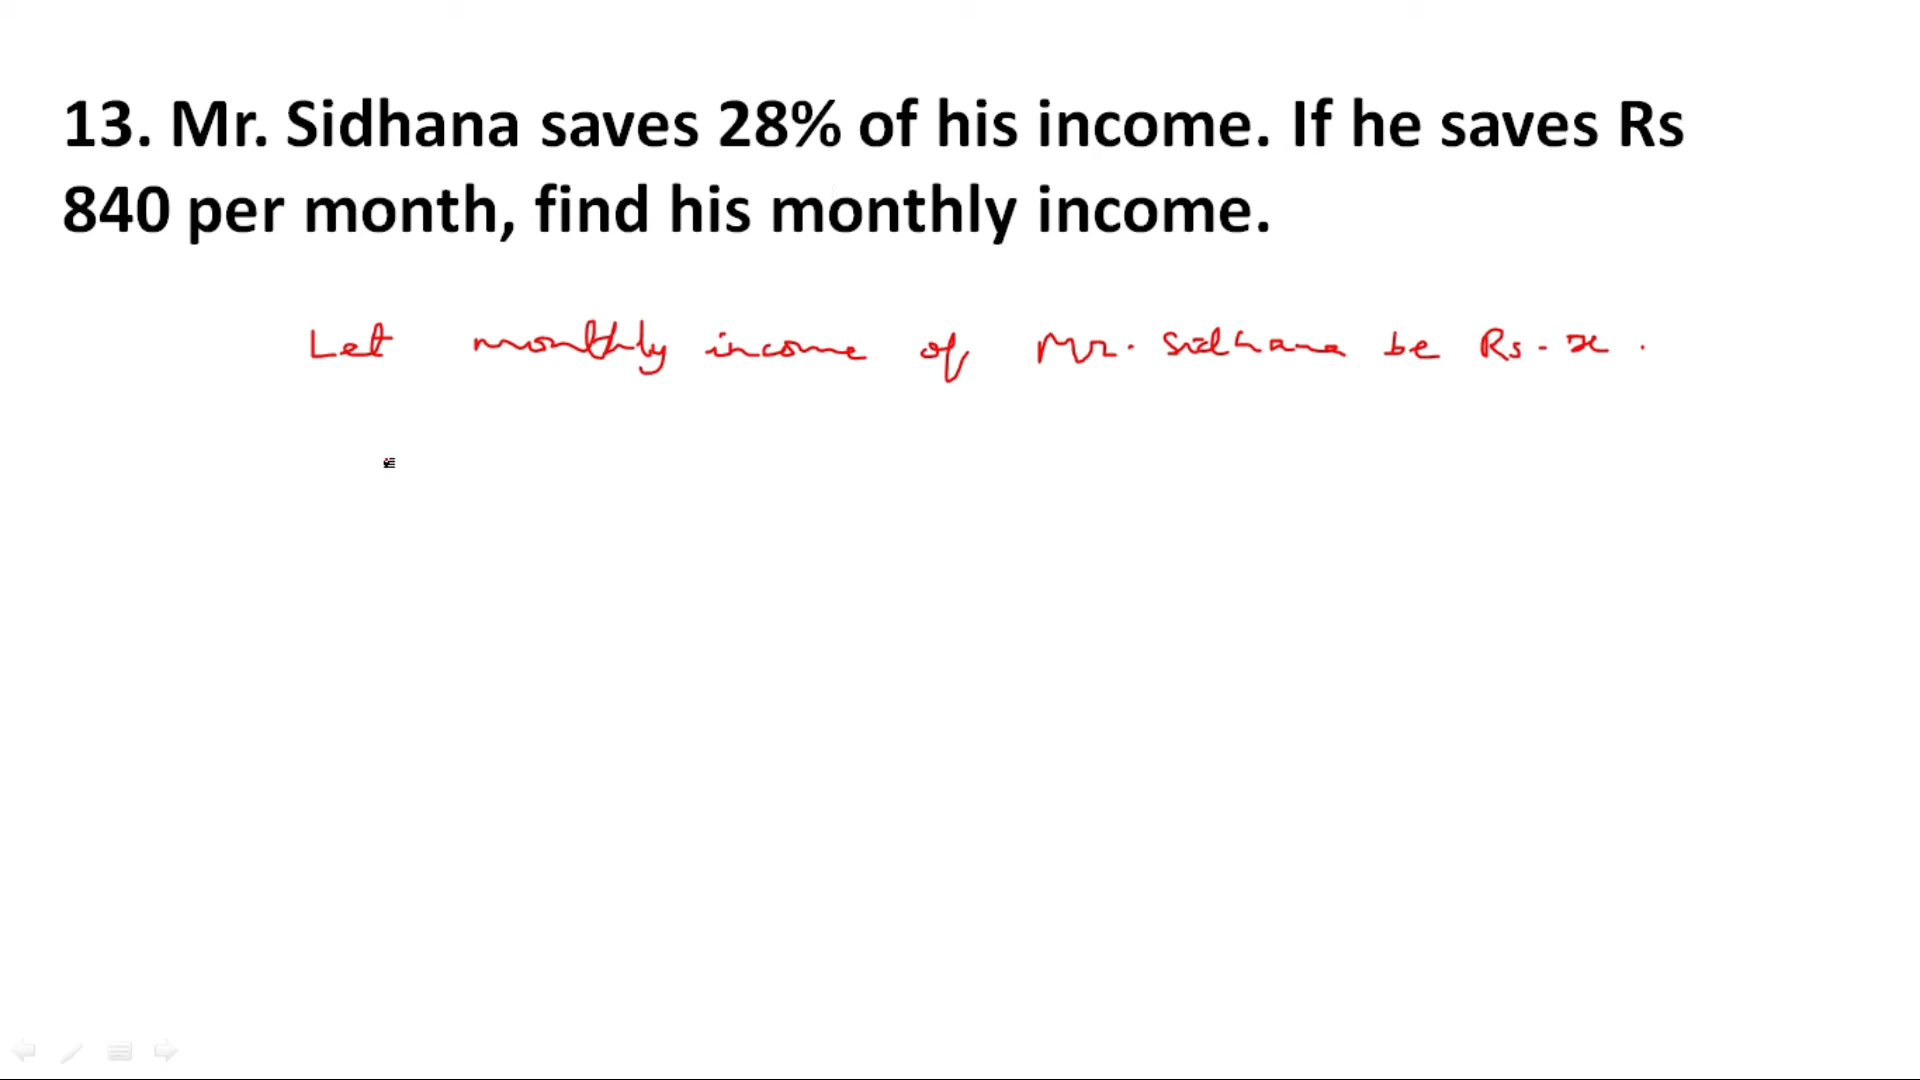 13. Mr. Sidhana saves 28% of his income. If he saves Rs
840 per month, find his monthly income.
Let monthly income of Mr. Sidhana be Rs. x .